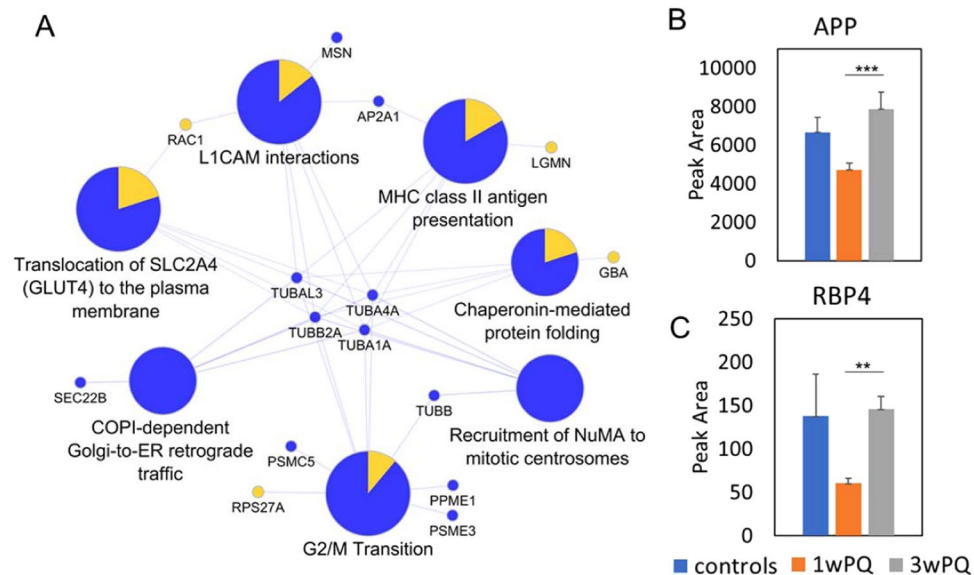 A
MSN
AP2A1
RAC1
L1CAM interactions
LGMN
MHC class II antigen
presentation
Translocation of SLC2A4
(GLUT4) to the plasma
membrane
TUBAL3
TUBA4A
TUBB2A
TUBA1A
GBA
Chaperonin-mediated
protein folding
SEC22B
COPI-dependent
Golgi-to-ER retrograde
traffic
TUBB
Recruitment of NuMA to
mitotic centrosomes
PSMC5
RPS27A
PPME1
PSME3
G2/M Transition
B
APP
Peak Area
10000
8000
6000
4000
2000
0
***
C
RBP4
Peak Area
250
200
150
100
50
0
**
controls 1wPQ 3wPQ